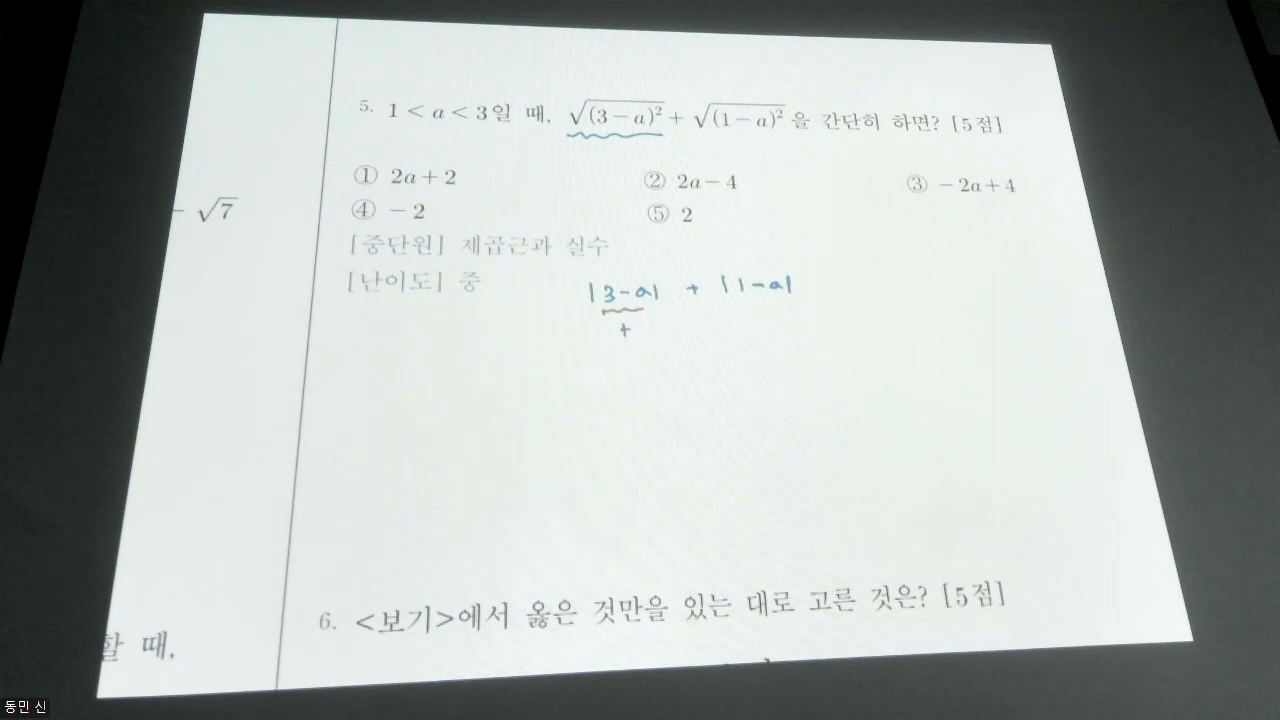 5. 1 < a < 3일 때, √(3-a)² + √(1-a)² 을 간단히 하면? [5점]
① 2a+2 ② 2a-4 ③ -2a+4
④ -2 ⑤ 2
[중단원] 제곱근과 실수
[난이도] 중
|3-a| + |1-a|
+
- √7
6. <보기>에서 옳은 것만을 있는 대로 고른 것은? [5점]
할 때,
동민 신